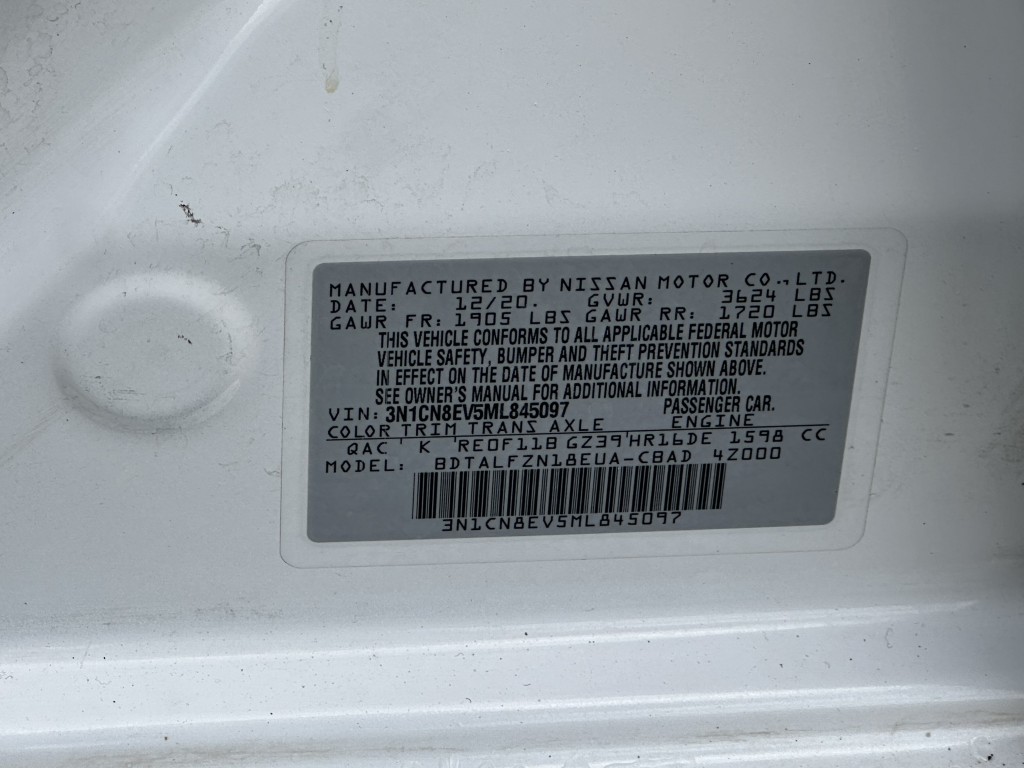 MANUFACTURED BY NISSAN MOTOR CO., LTD.
DATE: 12/20. GVWR: 3624 LBS
GAWR FR: 1905 LBS GAWR RR: 1720 LBS
THIS VEHICLE CONFORMS TO ALL APPLICABLE FEDERAL MOTOR
VEHICLE SAFETY, BUMPER AND THEFT PREVENTION STANDARDS
IN EFFECT ON THE DATE OF MANUFACTURE SHOWN ABOVE.
SEE OWNER'S MANUAL FOR ADDITIONAL INFORMATION.
VIN: 3N1CN8EV5ML845097 PASSENGER CAR.
COLOR TRIM TRANS AXLE ENGINE
QAC ' K 'RE0F11B GZ39'HR16DE 1598 CC
MODEL: BDTALFZN18EUA-CBAD 4Z000
3N1CN8EV5ML845097